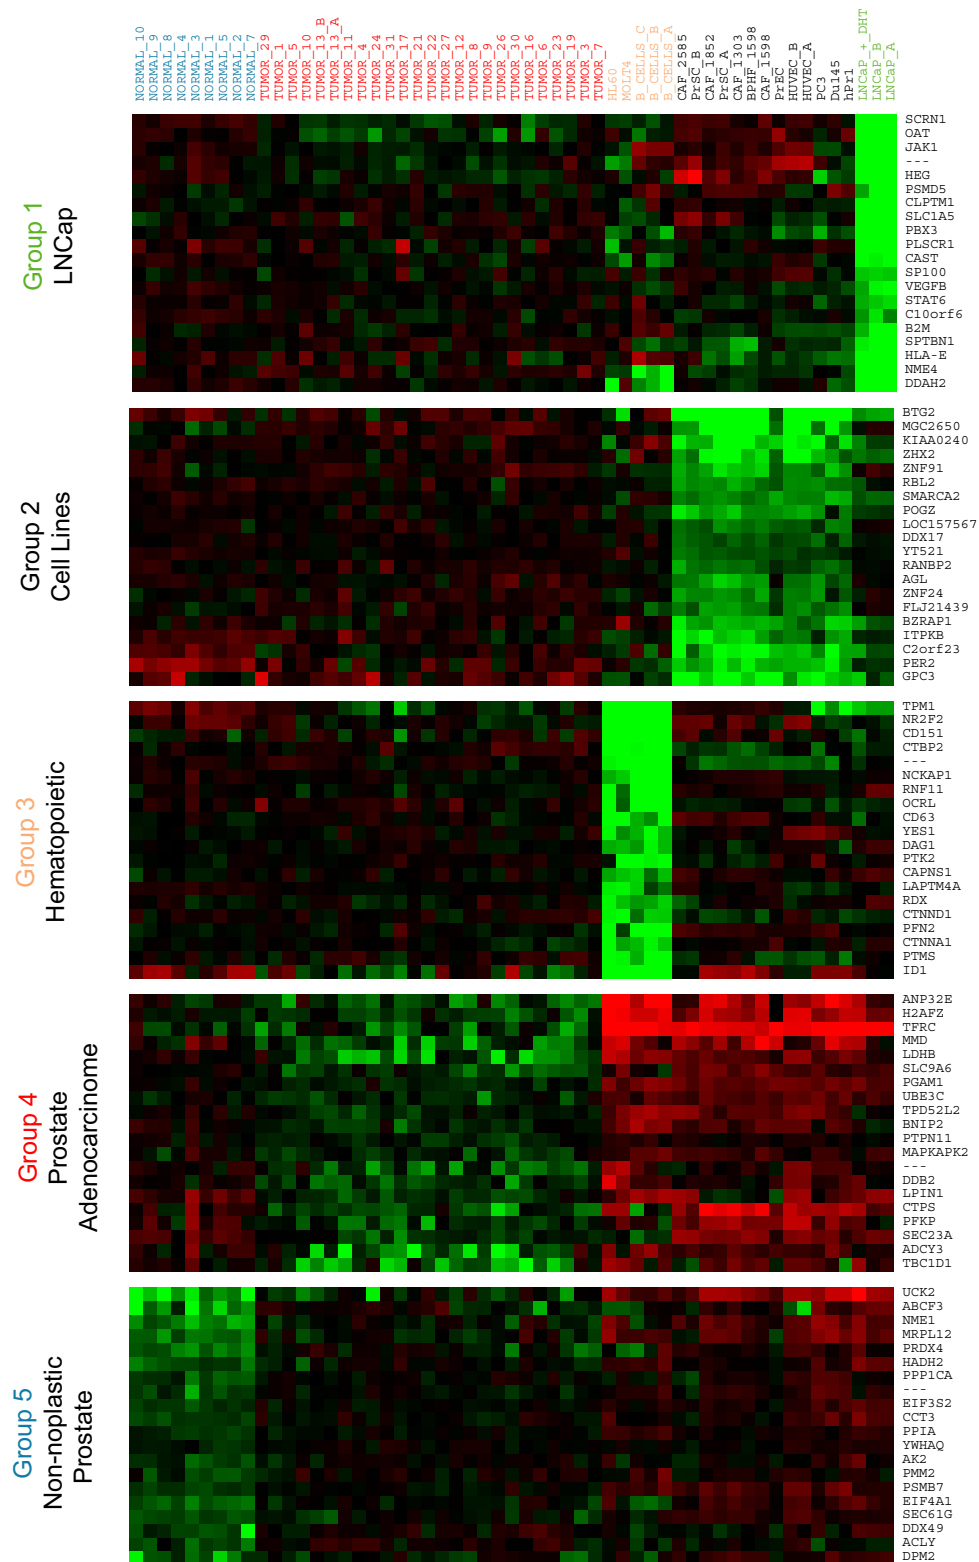 NORMAL_10
NORMAL_9
NORMAL_8
NORMAL_4
NORMAL_3
NORMAL_1
NORMAL_5
NORMAL_2
NORMAL_7
TUMOR_29
TUMOR_1
TUMOR_5
TUMOR_10
TUMOR_13_B
TUMOR_13_A
TUMOR_11
TUMOR_4
TUMOR_24
TUMOR_31
TUMOR_17
TUMOR_21
TUMOR_22
TUMOR_27
TUMOR_12
TUMOR_8
TUMOR_9
TUMOR_26
TUMOR_30
TUMOR_16
TUMOR_6
TUMOR_23
TUMOR_19
TUMOR_3
TUMOR_7
HL60
MOLT4
B_CELLS_C
B_CELLS_B
B_CELLS_A
CAF_2585
PrSC_B
CAF_1852
PrSC_A
CAF_1303
BPHF_1598
CAF_1598
PrEC
HUVEC_B
HUVEC_A
PC3
Du145
hPr1
LNCaP_+_DHT
LNCaP_B
LNCaP_A
Group 1
LNCap
SCRN1
OAT
JAK1
---
HEG
PSMD5
CLPTM1
SLC1A5
PBX3
PLSCR1
CAST
SP100
VEGFB
STAT6
C10orf6
B2M
SPTBN1
HLA-E
NME4
DDAH2
Group 2
Cell Lines
BTG2
MGC2650
KIAA0240
ZHX2
ZNF91
RBL2
SMARCA2
POGZ
LOC157567
DDX17
YT521
RANBP2
AGL
ZNF24
FLJ21439
BZRAP1
ITPKB
C2orf23
PER2
GPC3
Group 3
Hematopoietic
TPM1
NR2F2
CD151
CTBP2
---
NCKAP1
RNF11
OCRL
CD63
YES1
DAG1
PTK2
CAPNS1
LAPTM4A
RDX
CTNND1
PFN2
CTNNA1
PTMS
ID1
Group 4
Prostate
Adenocarcinome
ANP32E
H2AFZ
TFRC
MMD
LDHB
SLC9A6
PGAM1
UBE3C
TPD52L2
BNIP2
PTPN11
MAPKAPK2
---
DDB2
LPIN1
CTPS
PFKP
SEC23A
ADCY3
TBC1D1
Group 5
Non-noplastic
Prostate
UCK2
ABCF3
NME1
MRPL12
PRDX4
HADH2
PPP1CA
---
EIF3S2
CCT3
PPIA
YWHAQ
AK2
PMM2
PSMB7
EIF4A1
SEC61G
DDX49
ACLY
DPM2